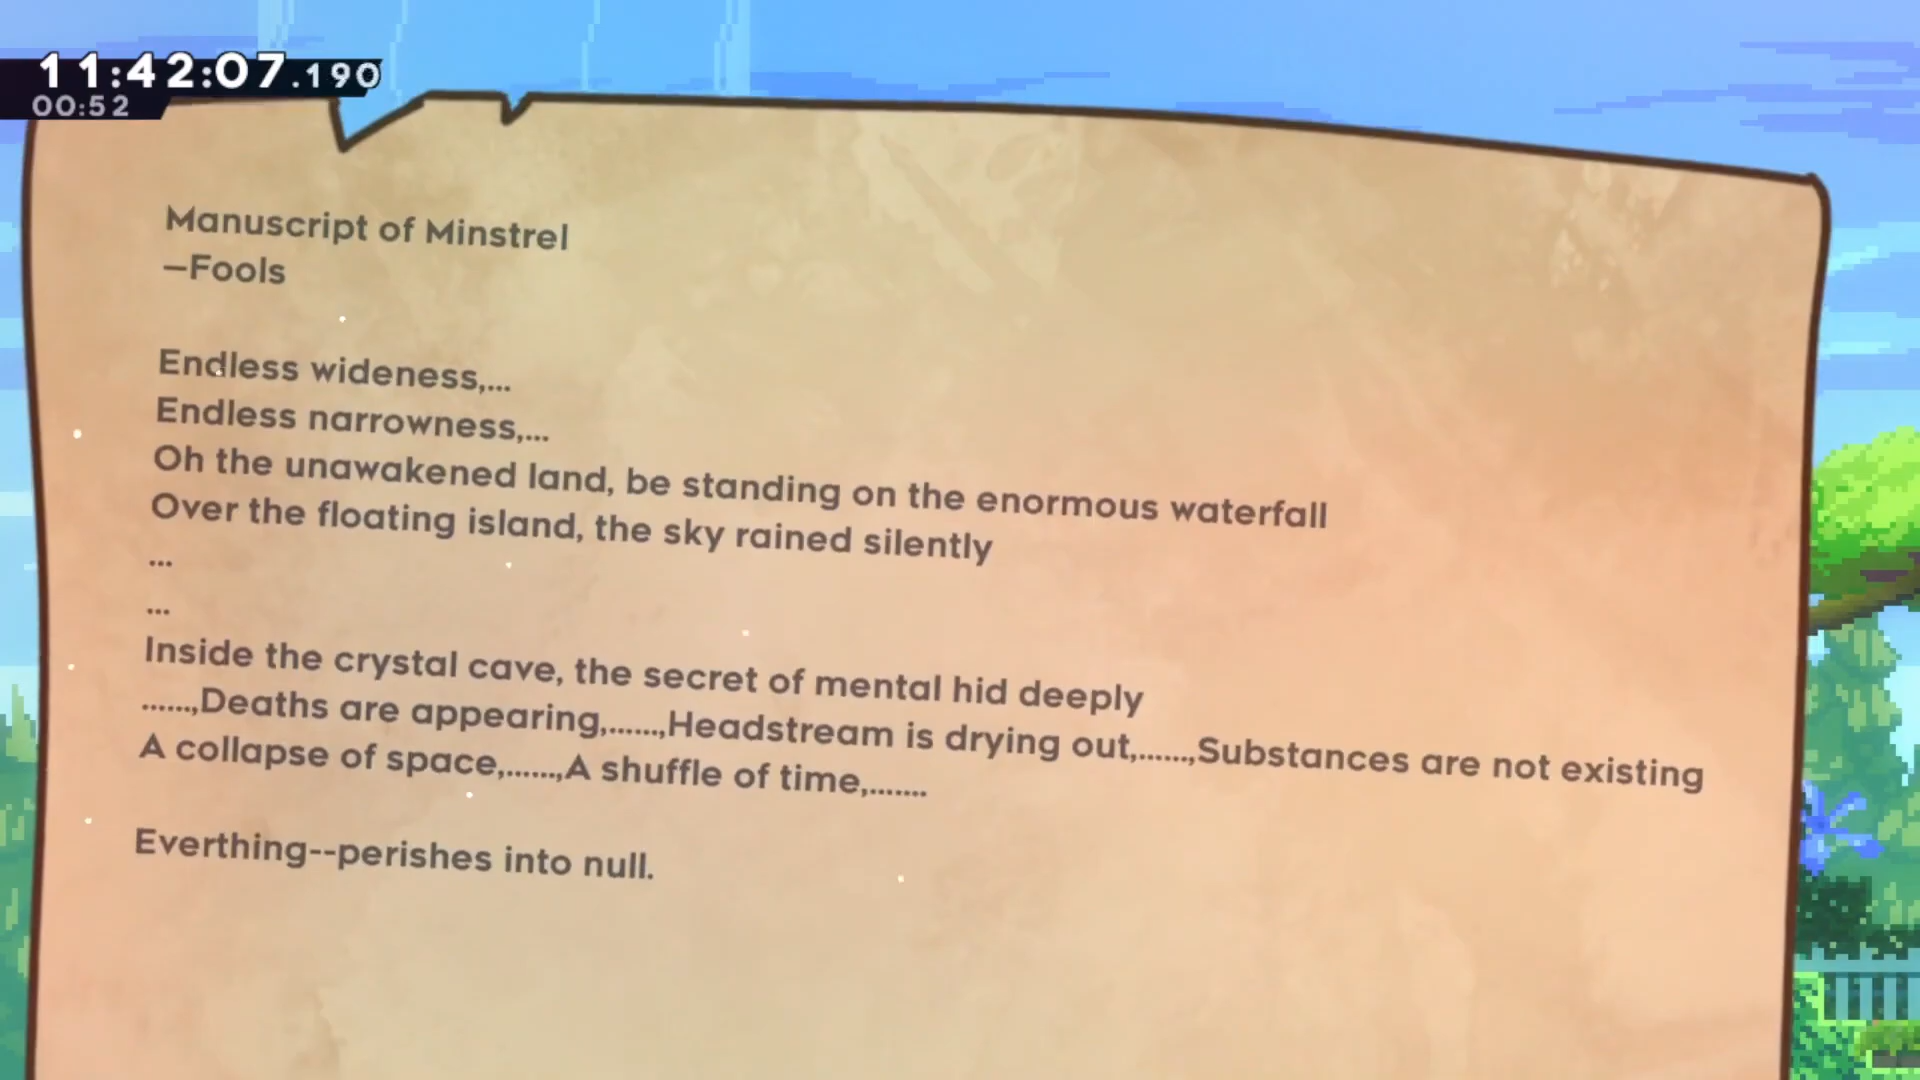 11:42:07.190
00:52
Manuscript of Minstrel
—Fools
Endless wideness,...
Endless narrowness,...
Oh the unawakened land, be standing on the enormous waterfall
Over the floating island, the sky rained silently
...
...
Inside the crystal cave, the secret of mental hid deeply
......,Deaths are appearing,......,Headstream is drying out,......,Substances are not existing
A collapse of space,......,A shuffle of time,.......
Everthing--perishes into null.